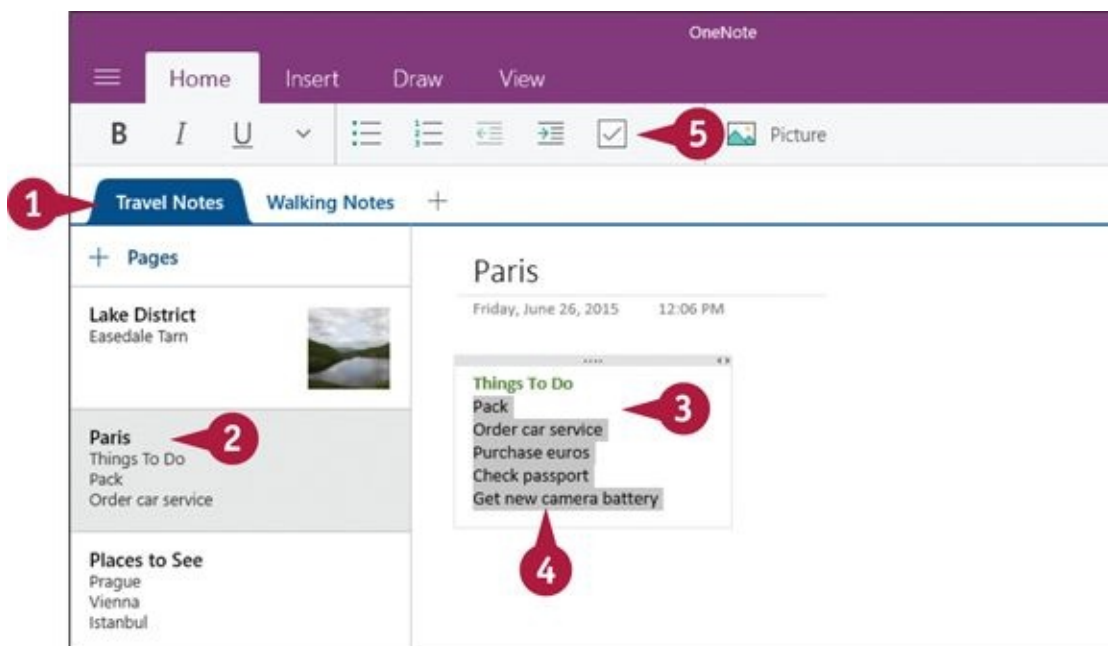 OneNote
Home Insert Draw View
B I U 5 Picture
1 Travel Notes Walking Notes +
+ Pages
Lake District
Easedale Tarn
Paris
Things To Do
Pack
Order car service
2
Places to See
Prague
Vienna
Istanbul
Paris
Friday, June 26, 2015 12:06 PM
Things To Do
Pack
Order car service
Purchase euros
Check passport
Get new camera battery
3
4